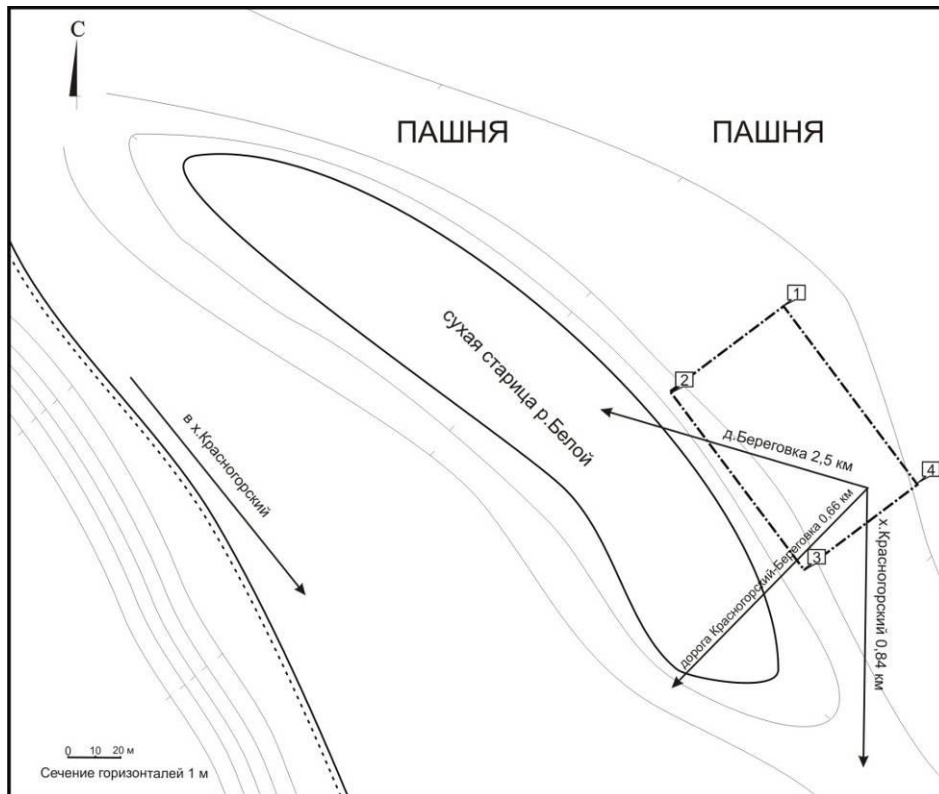 С
ПАШНЯ
ПАШНЯ
1
2
сухая старица р.Белой
д.Береговка 2,5 км
4
в х.Красногорский
дорога Красногорский-Береговка 0,66 км
3
х.Красногорский 0,84 км
0 10 20 м
Сечение горизонталей 1 м